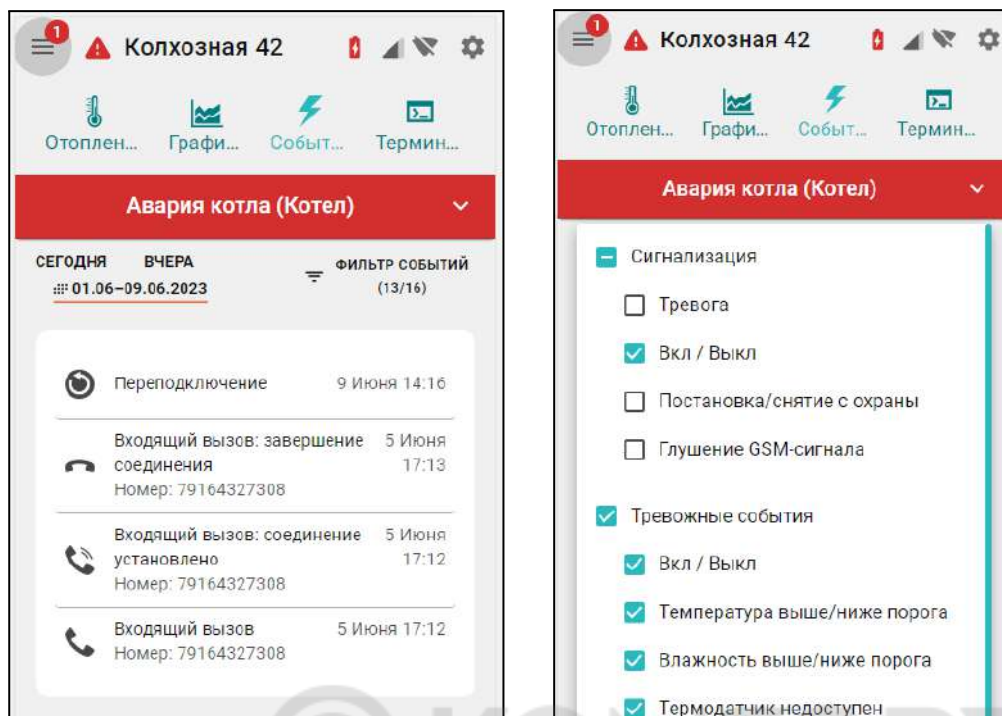 1
Колхозная 42
Отоплен...
Графи...
Событ...
Термин...
Авария котла (Котел)
СЕГОДНЯ ВЧЕРА
01.06–09.06.2023
ФИЛЬТР СОБЫТИЙ
(13/16)
Переподключение 9 Июня 14:16
Входящий вызов: завершение 5 Июня
соединения 17:13
Номер: 79164327308
Входящий вызов: соединение 5 Июня
установлено 17:12
Номер: 79164327308
Входящий вызов 5 Июня 17:12
Номер: 79164327308
1
Колхозная 42
Отоплен...
Графи...
Событ...
Термин...
Авария котла (Котел)
Сигнализация
Тревога
Вкл / Выкл
Постановка/снятие с охраны
Глушение GSM-сигнала
Тревожные события
Вкл / Выкл
Температура выше/ниже порога
Влажность выше/ниже порога
Термодатчик недоступен